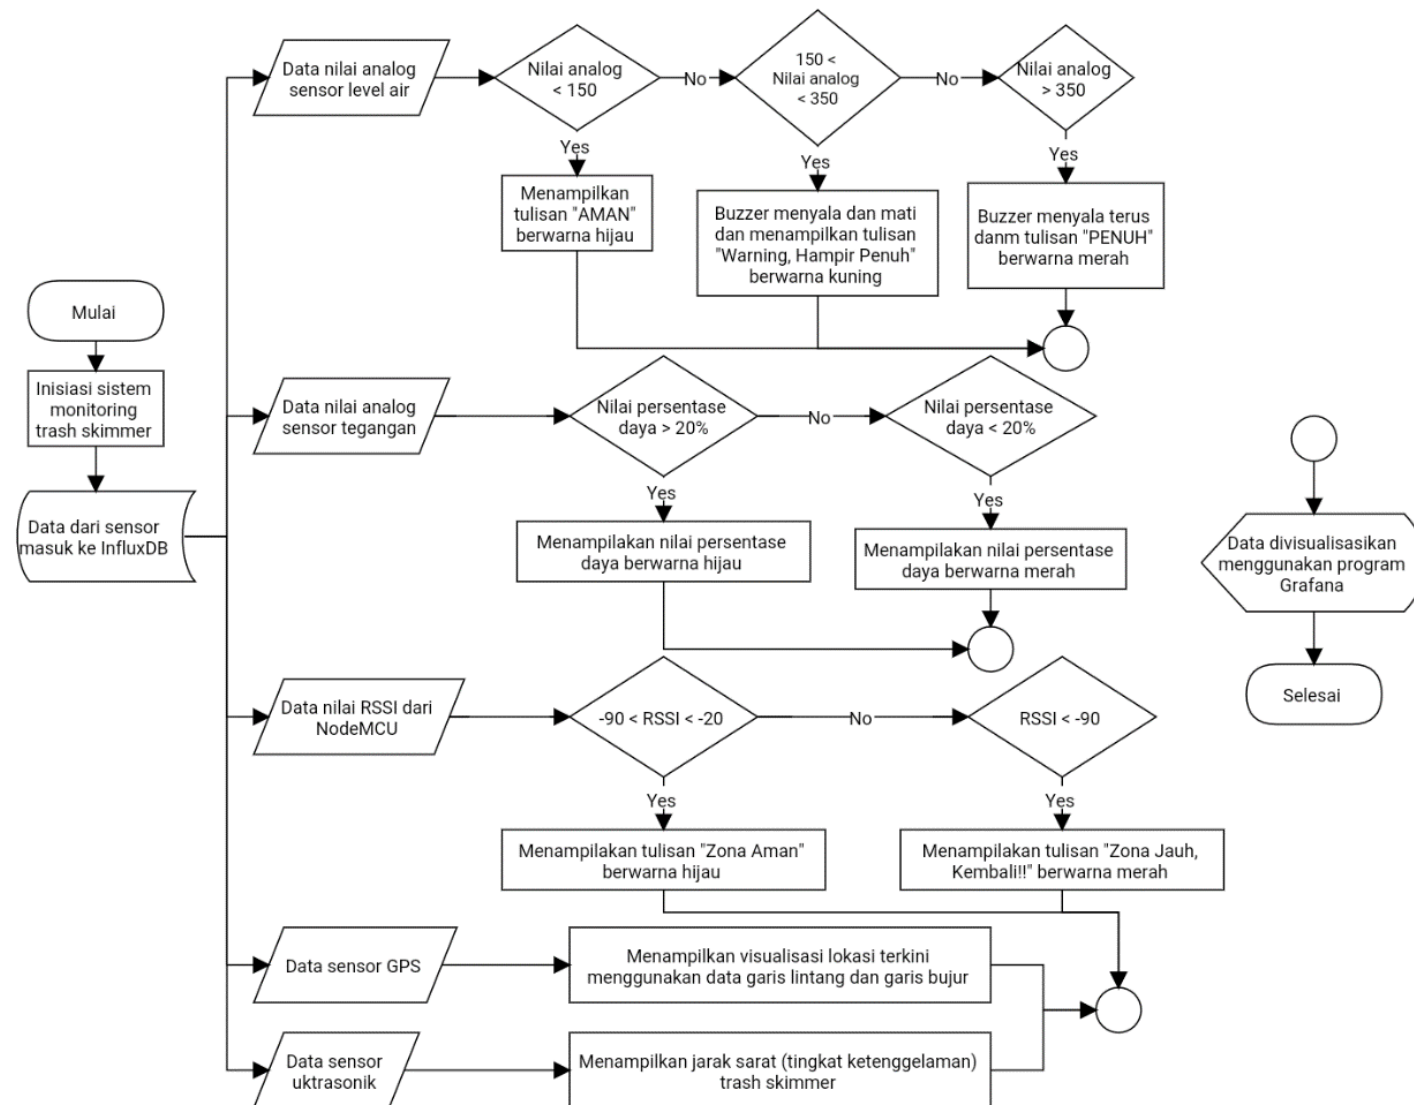 Mulai
Inisiasi sistem
monitoring
trash skimmer
Data dari sensor
masuk ke InfluxDB
Data nilai analog
sensor level air
Nilai analog
< 150
No
150 <
Nilai analog
< 350
No
Nilai analog
> 350
Yes
Yes
Yes
Menampilkan
tulisan "AMAN"
berwarna hijau
Buzzer menyala dan mati
dan menampilkan tulisan
"Warning, Hampir Penuh"
berwarna kuning
Buzzer menyala terus
danm tulisan "PENUH"
berwarna merah
Data nilai analog
sensor tegangan
Nilai persentase
daya > 20%
No
Nilai persentase
daya < 20%
Yes
Yes
Menampilakan nilai persentase
daya berwarna hijau
Menampilakan nilai persentase
daya berwarna merah
Data nilai RSSI dari
NodeMCU
-90 < RSSI < -20
No
RSSI < -90
Yes
Yes
Menampilakan tulisan "Zona Aman"
berwarna hijau
Menampilakan tulisan "Zona Jauh,
Kembali!!" berwarna merah
Data sensor GPS
Menampilkan visualisasi lokasi terkini
menggunakan data garis lintang dan garis bujur
Data sensor
uktrasonik
Menampilkan jarak sarat (tingkat ketenggelaman)
trash skimmer
Data divisualisasikan
menggunakan program
Grafana
Selesai